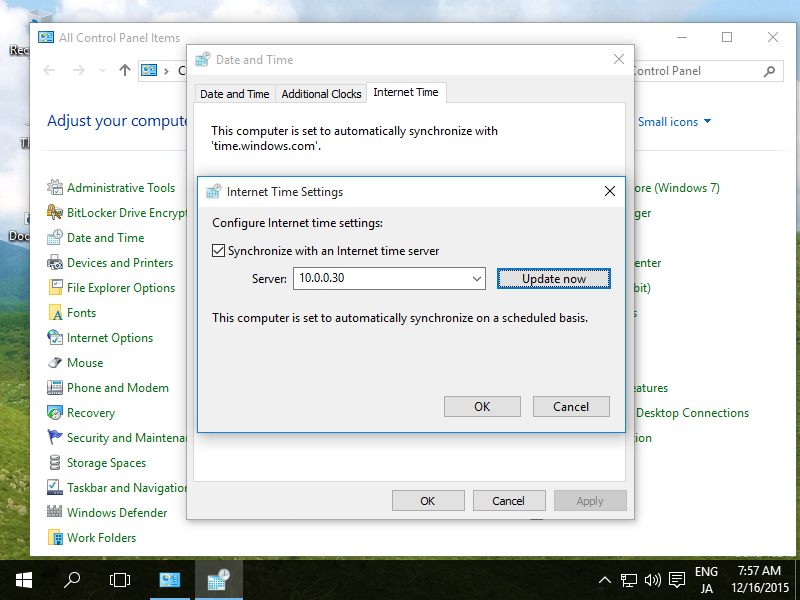 Rec
All Control Panel Items
Control Panel
Adjust your compute
Small icons
Administrative Tools
BitLocker Drive Encrypt
Date and Time
Devices and Printers
File Explorer Options
Fonts
Internet Options
Mouse
Phone and Modem
Recovery
Security and Maintena
Storage Spaces
Taskbar and Navigation
Windows Defender
Work Folders
ore (Windows 7)
ger
enter
bit)
s
eatures
Desktop Connections
ion
Doc
Date and Time
Date and Time
Additional Clocks
Internet Time
This computer is set to automatically synchronize with
'time.windows.com'.
Internet Time Settings
Configure Internet time settings:
Synchronize with an Internet time server
Server:
10.0.0.30
Update now
This computer is set to automatically synchronize on a scheduled basis.
OK
Cancel
OK
Cancel
Apply
ENG
JA
7:57 AM
12/16/2015